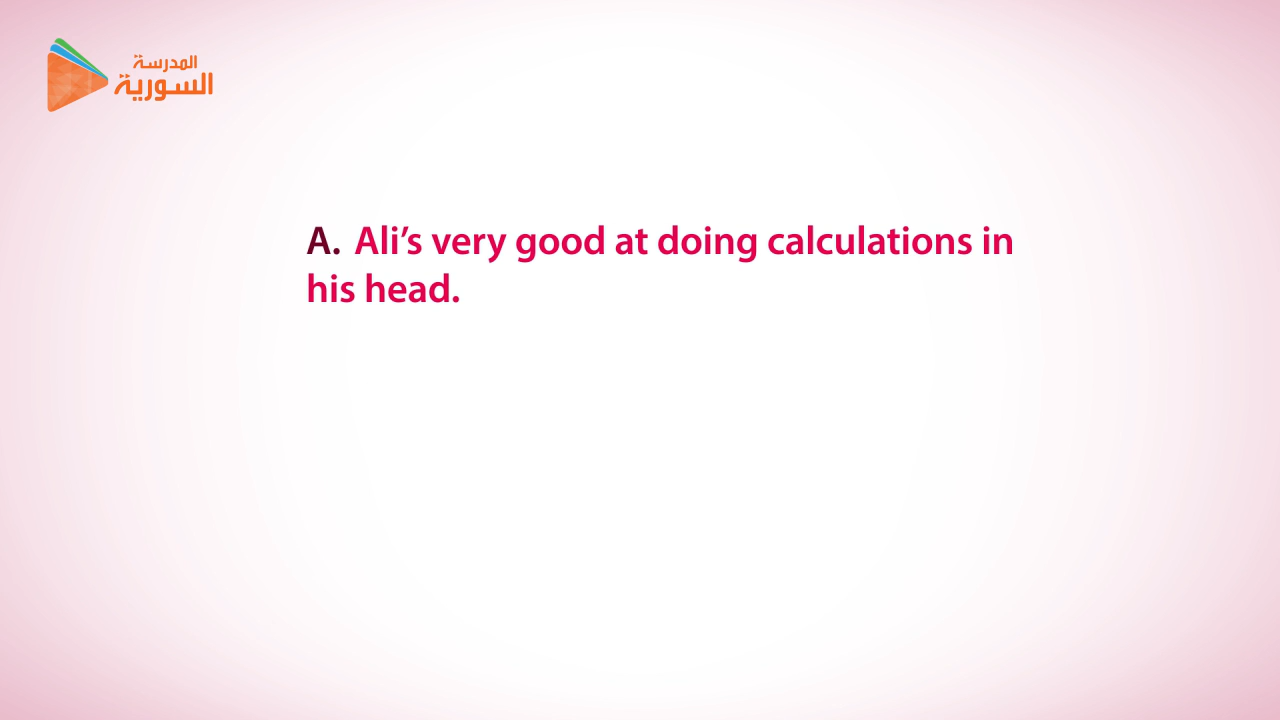 المدرسة
السورية
A. Ali’s very good at doing calculations in
his head.